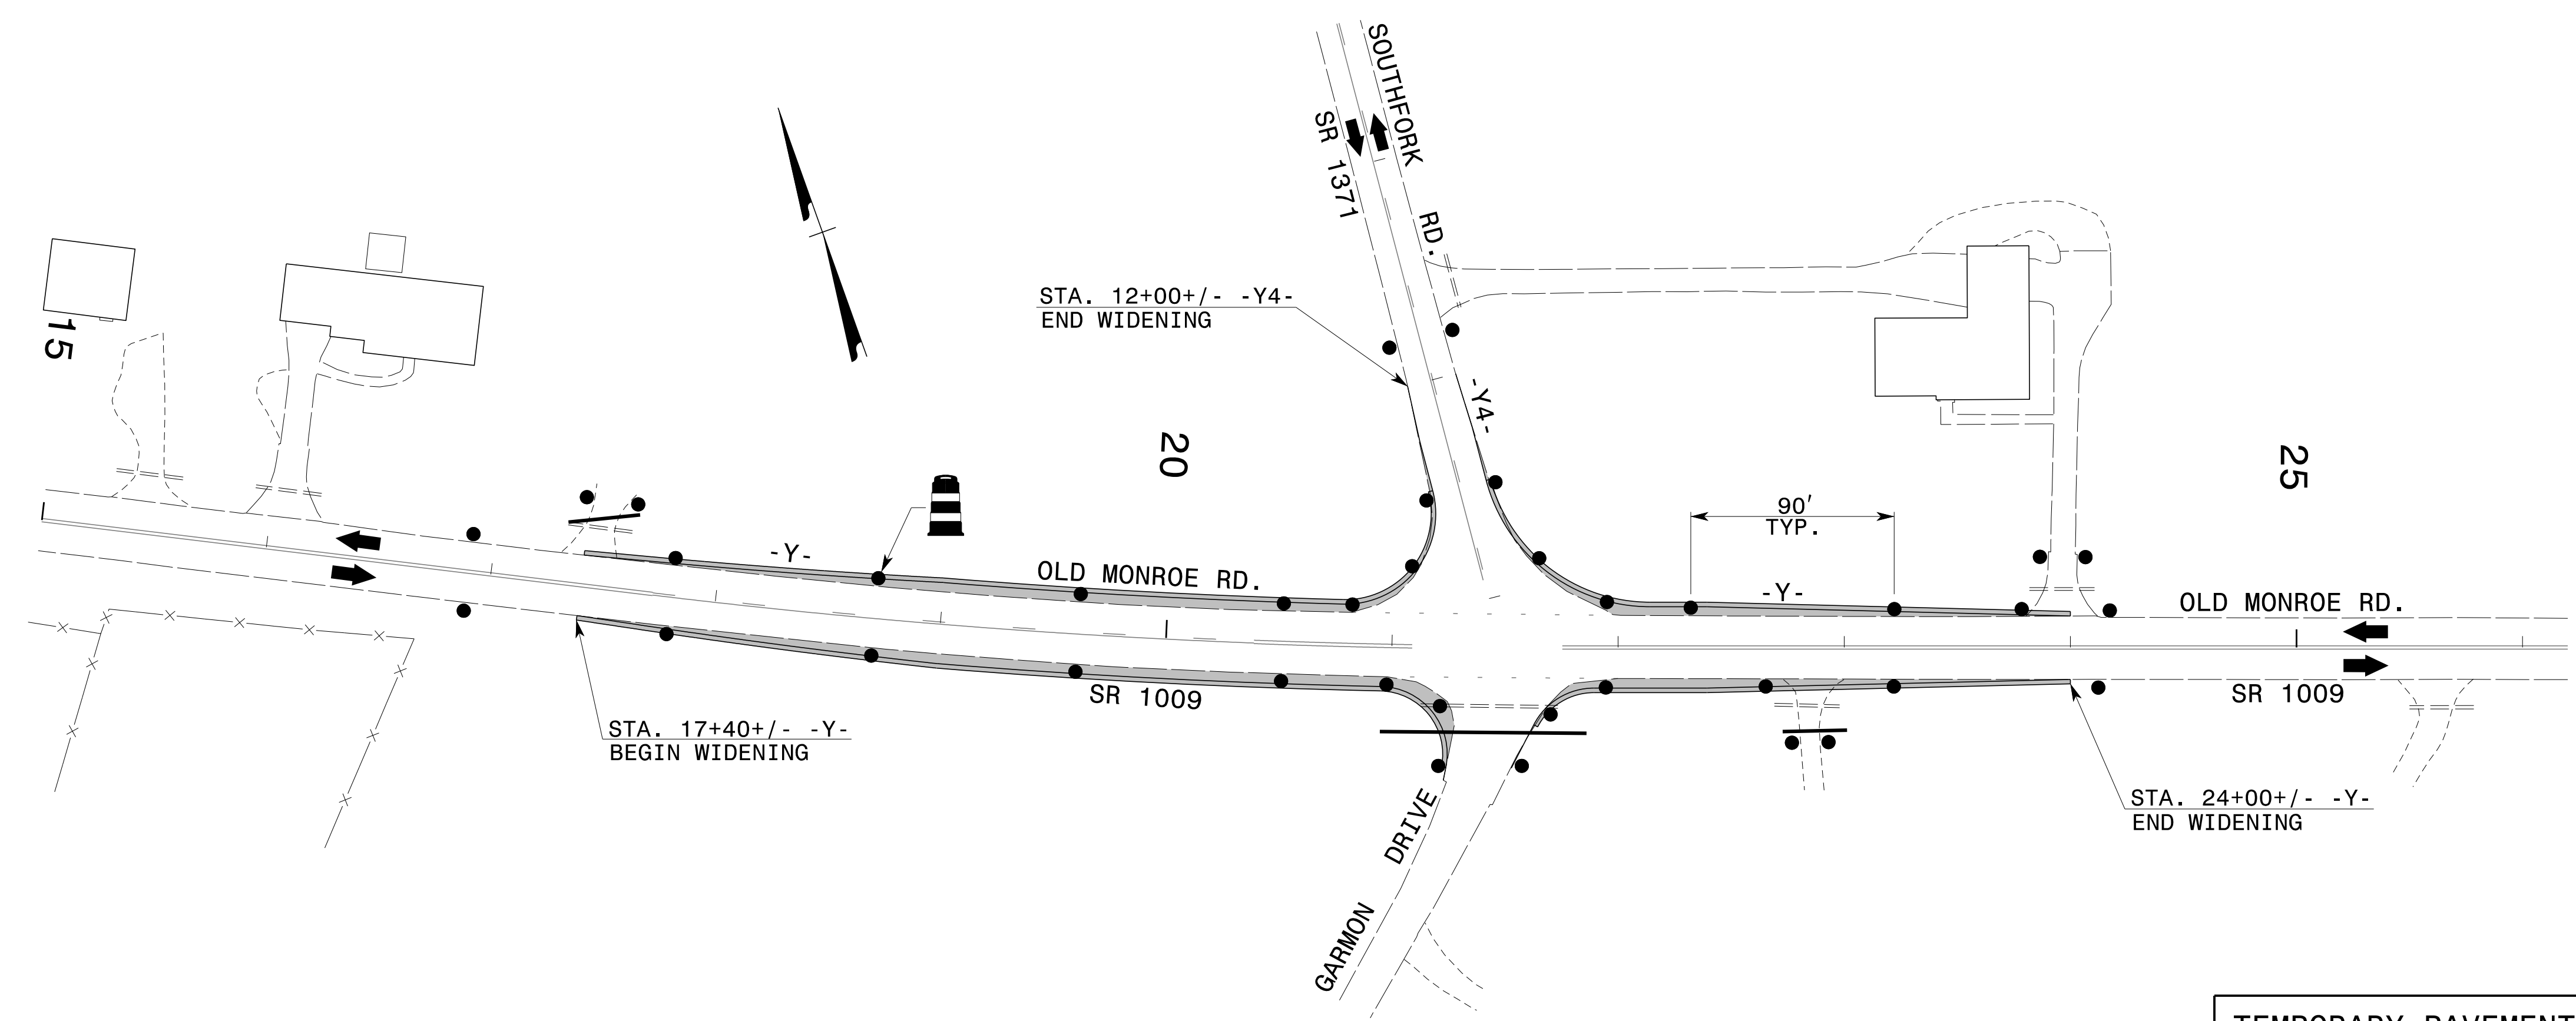 SOUTHFORK RD.
SR 1371
STA. 12+00+/- -Y4-
END WIDENING
15
-Y4-
20
25
90'
TYP.
-Y-
OLD MONROE RD.
-Y-
OLD MONROE RD.
SR 1009
SR 1009
STA. 17+40+/- -Y-
BEGIN WIDENING
STA. 24+00+/- -Y-
END WIDENING
GARMON DRIVE
TEMPORARY PAVEMENT